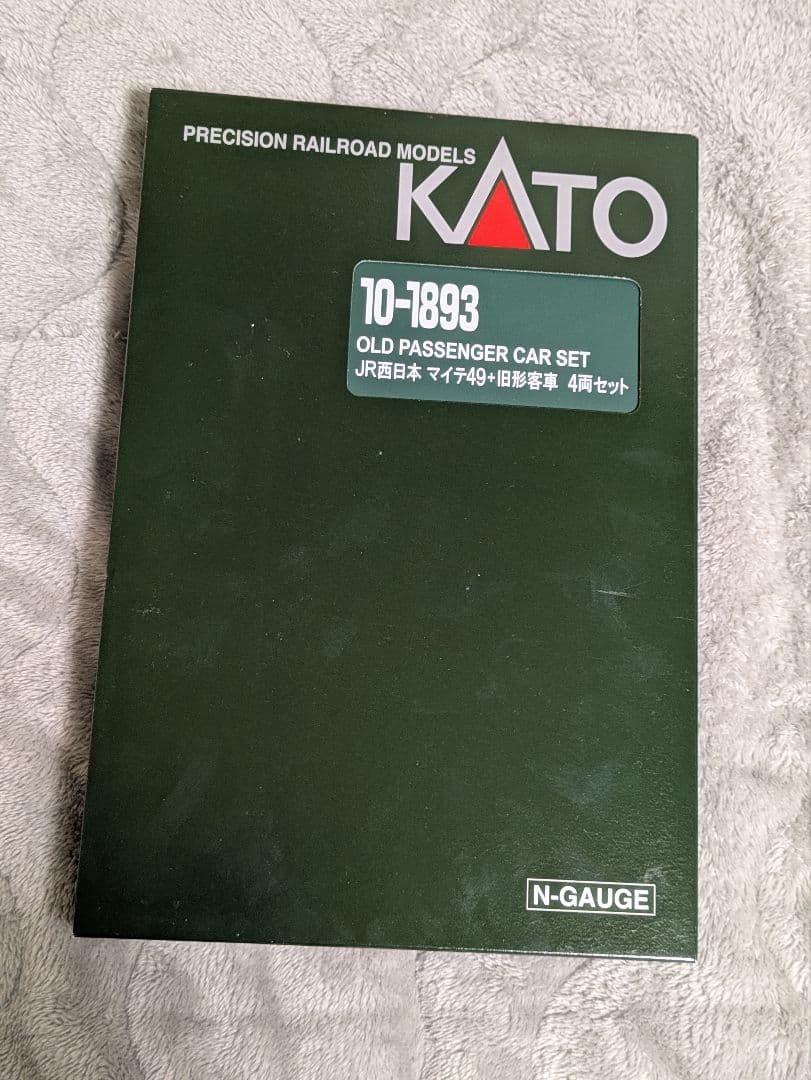 PRECISION RAILROAD MODELS
KATO
10-1893
OLD PASSENGER CAR SET
JR西日本 マイテ49+旧形客車 4両セット
N-GAUGE